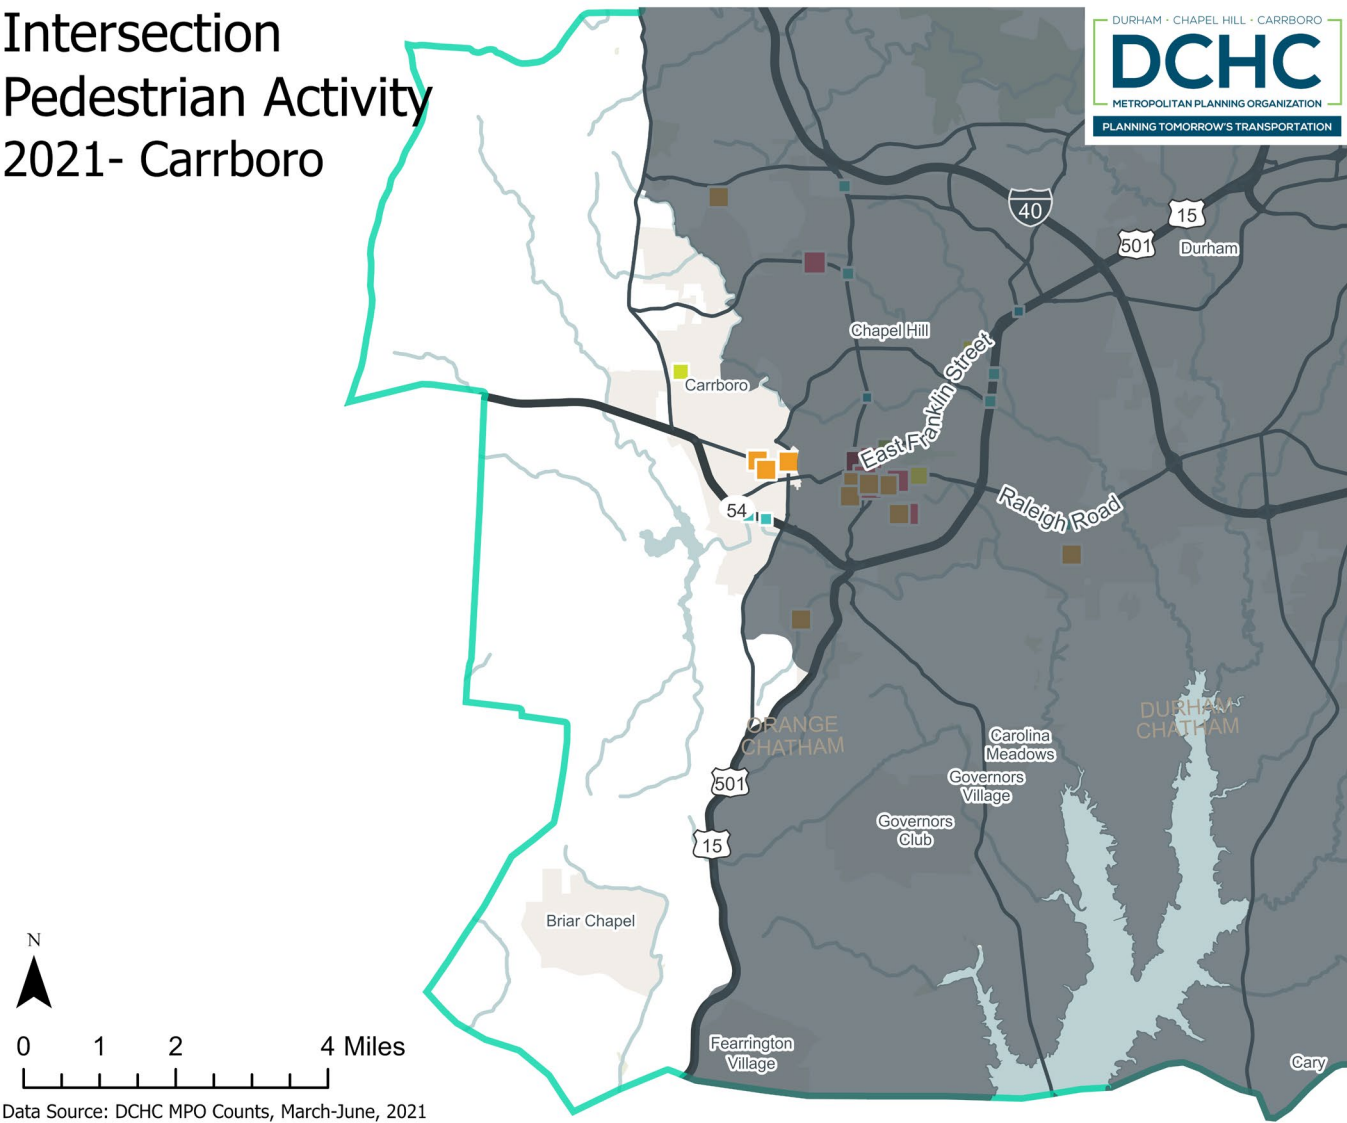 Intersection
Pedestrian Activity
2021- Carrboro
DURHAM · CHAPEL HILL · CARRBORO
DCHC
METROPOLITAN PLANNING ORGANIZATION
PLANNING TOMORROW'S TRANSPORTATION
40
15
501
Durham
Chapel Hill
East Franklin Street
Carrboro
Raleigh Road
54
ORANGE
CHATHAM
DURHAM
CHATHAM
Carolina
Meadows
Governors
Village
501
Governors
Club
15
Briar Chapel
N
Fearrington
Village
Cary
0 1 2 4 Miles
Data Source: DCHC MPO Counts, March-June, 2021